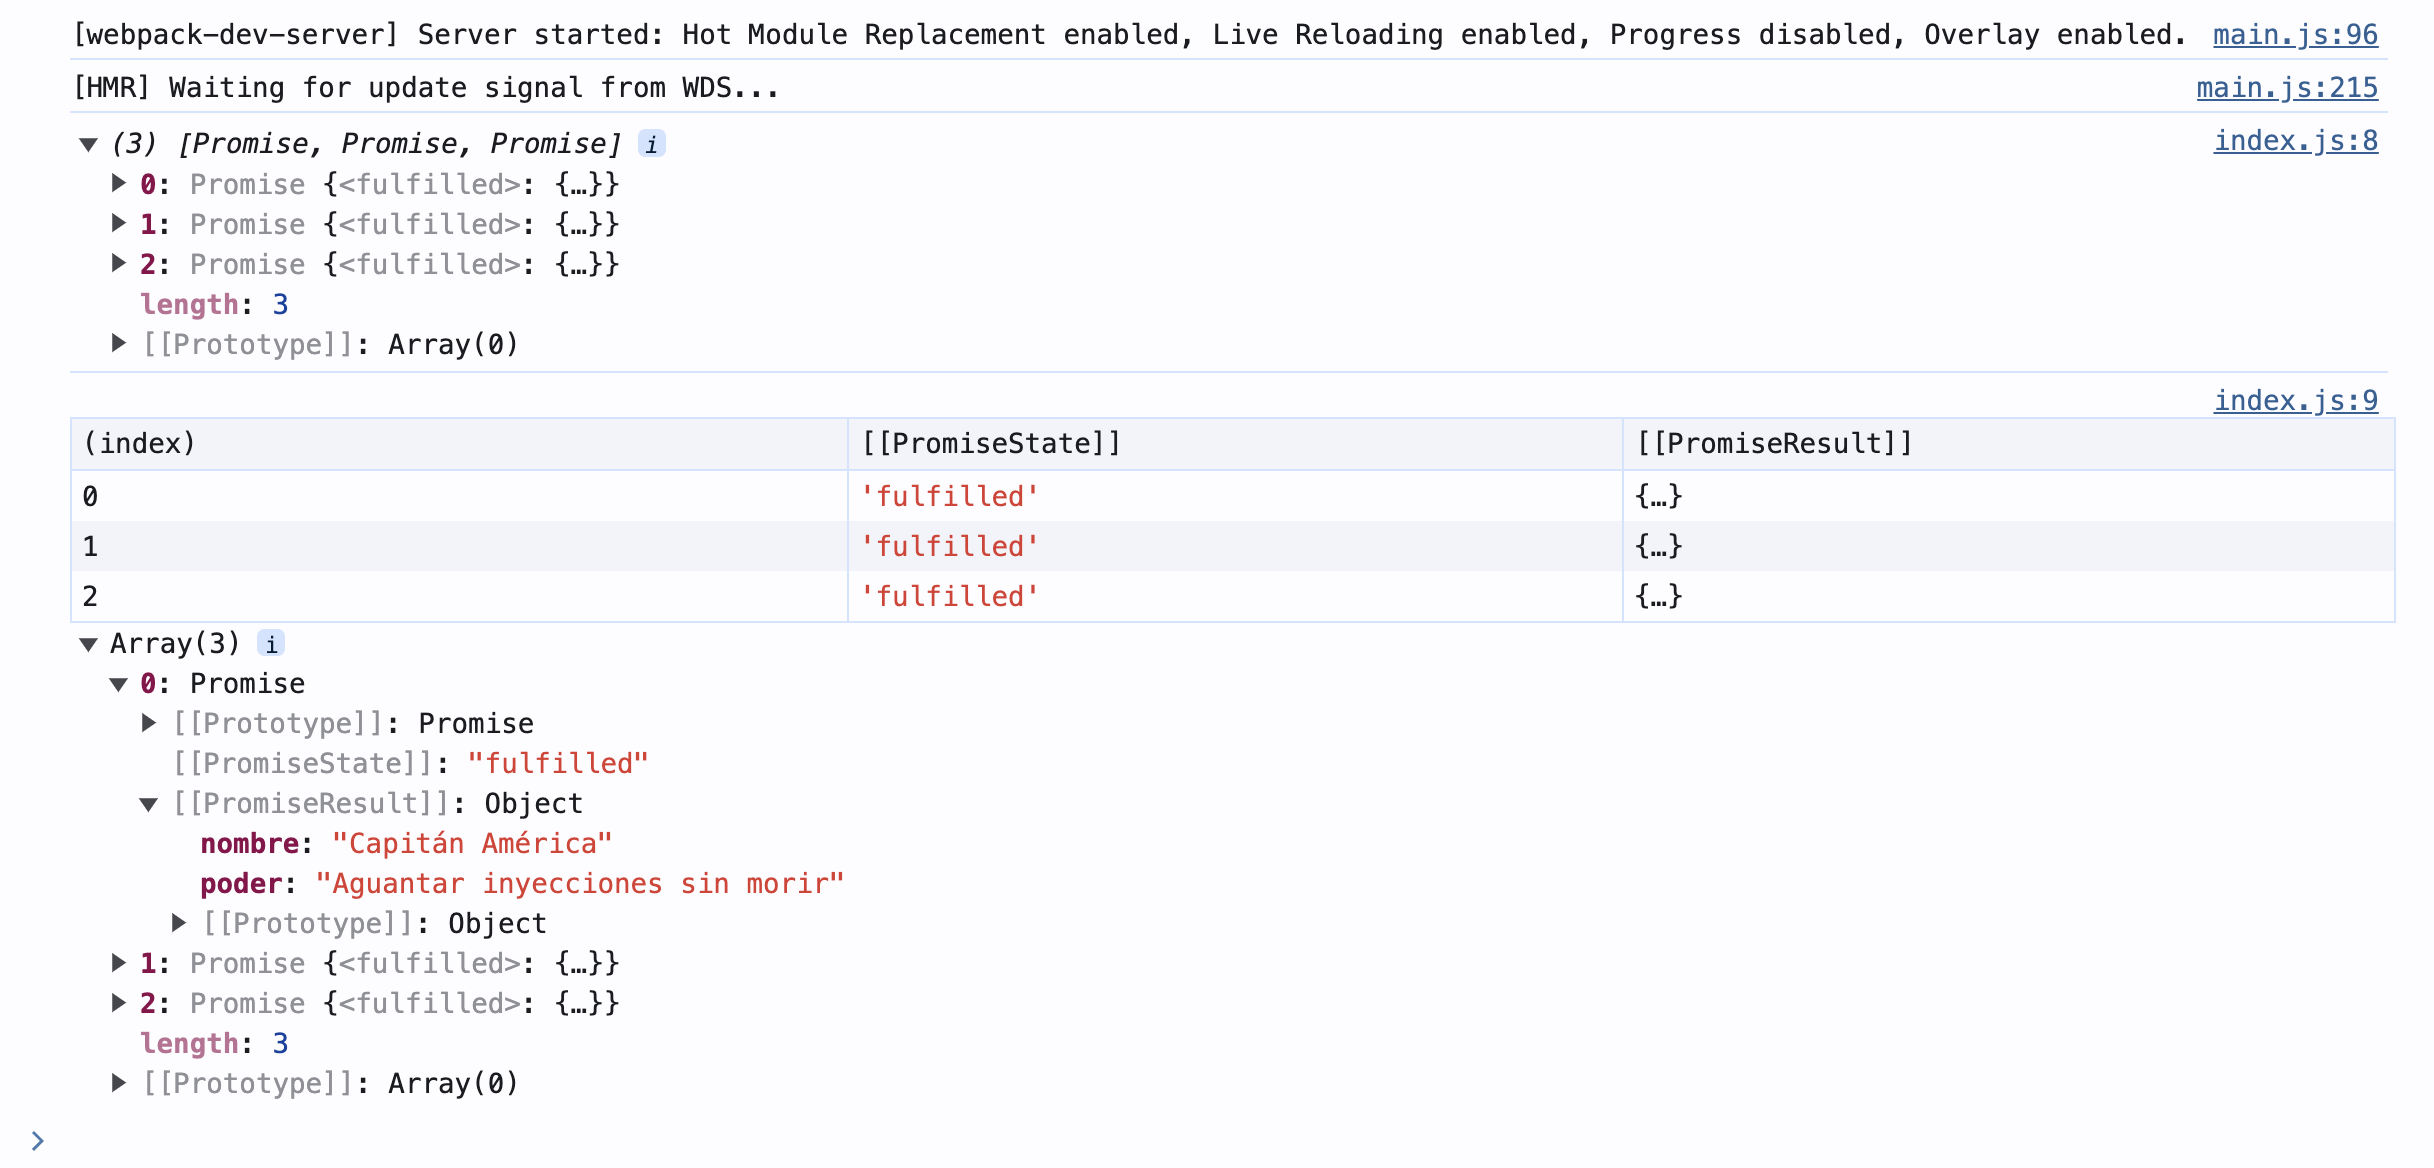 [webpack-dev-server] Server started: Hot Module Replacement enabled, Live Reloading enabled, Progress disabled, Overlay enabled. main.js:96
[HMR] Waiting for update signal from WDS... main.js:215
(3) [Promise, Promise, Promise] i index.js:8
0: Promise {<fulfilled>: {…}}
1: Promise {<fulfilled>: {…}}
2: Promise {<fulfilled>: {…}}
length: 3
[[Prototype]]: Array(0)
index.js:9
(index) [[PromiseState]] [[PromiseResult]]
0 'fulfilled' {…}
1 'fulfilled' {…}
2 'fulfilled' {…}
Array(3) i
0: Promise
[[Prototype]]: Promise
[[PromiseState]]: "fulfilled"
[[PromiseResult]]: Object
nombre: "Capitán América"
poder: "Aguantar inyecciones sin morir"
[[Prototype]]: Object
1: Promise {<fulfilled>: {…}}
2: Promise {<fulfilled>: {…}}
length: 3
[[Prototype]]: Array(0)